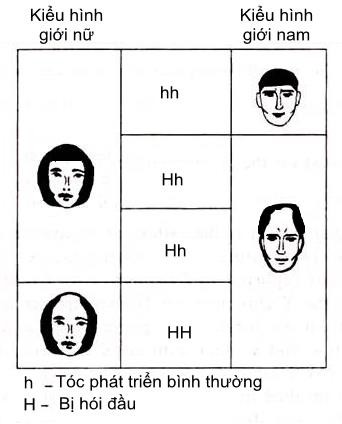 Kiểu hình
giới nữ
Kiểu hình
giới nam
hh
Hh
Hh
HH
h – Tóc phát triển bình thường
H – Bị hói đầu